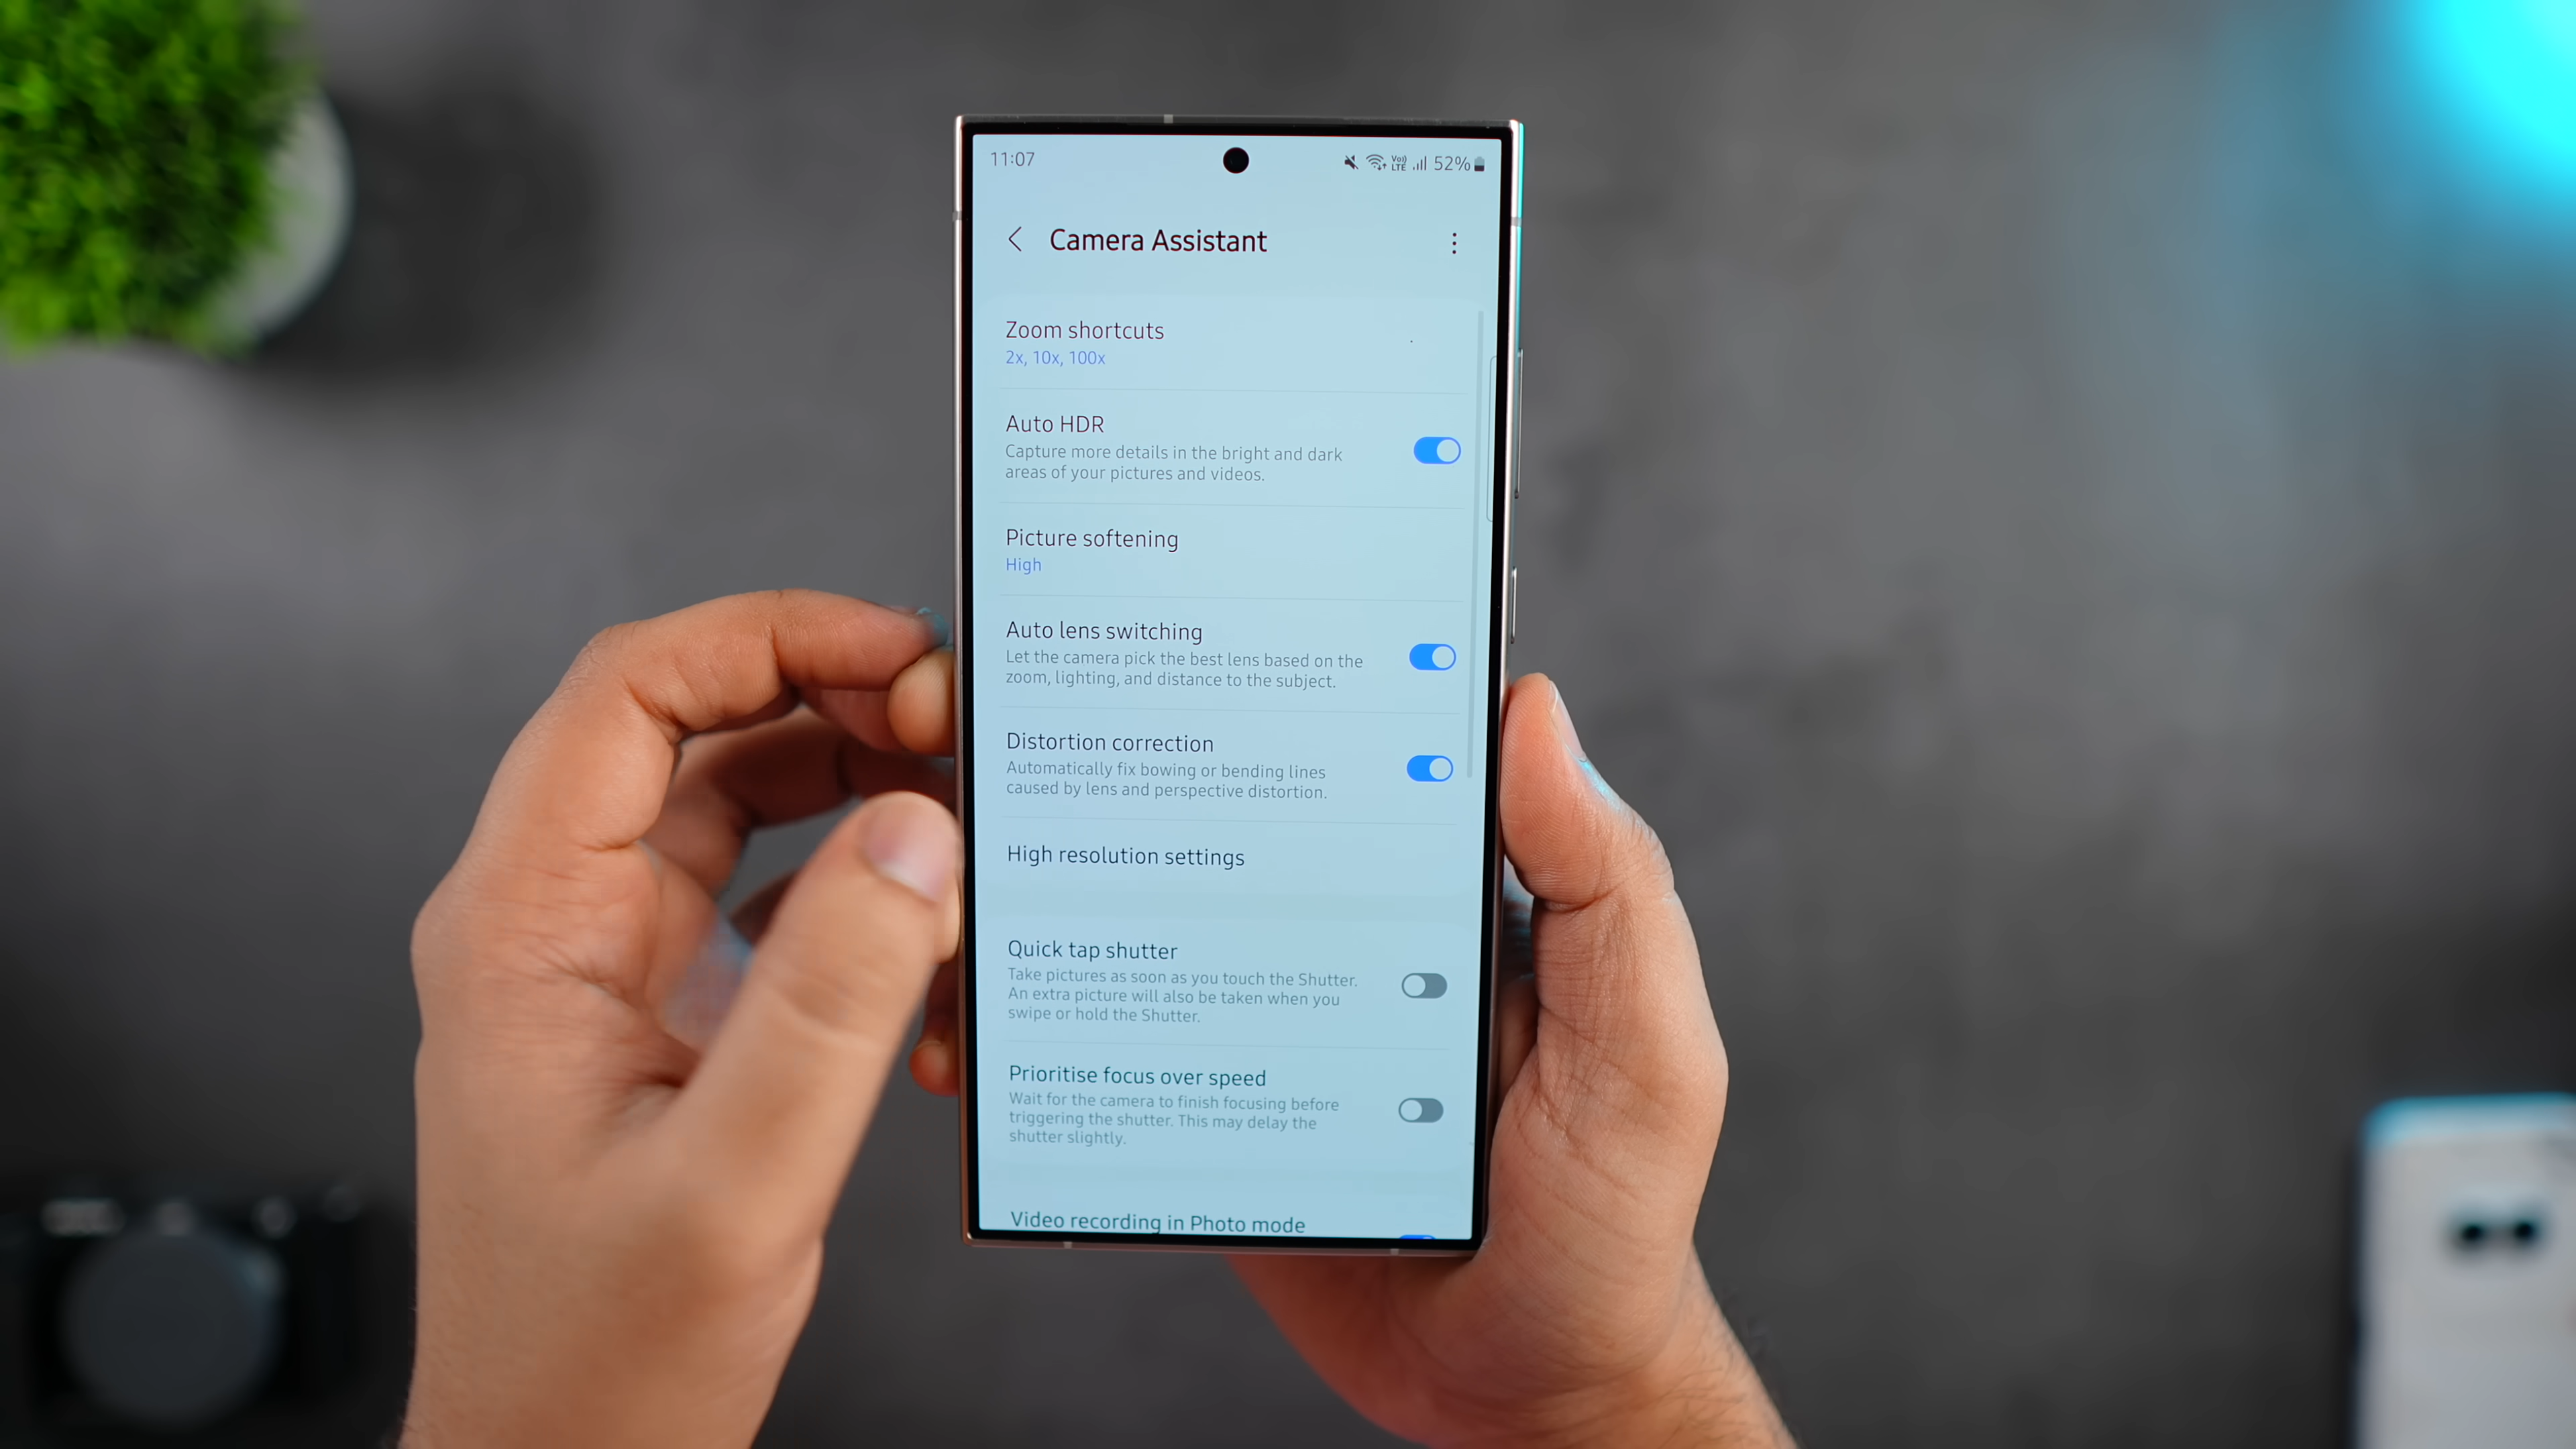 11:07
Vo)) LTE 52%
Camera Assistant
Zoom shortcuts
2x, 10x, 100x
Auto HDR
Capture more details in the bright and dark
areas of your pictures and videos.
Picture softening
High
Auto lens switching
Let the camera pick the best lens based on the
zoom, lighting, and distance to the subject.
Distortion correction
Automatically fix bowing or bending lines
caused by lens and perspective distortion.
High resolution settings
Quick tap shutter
Take pictures as soon as you touch the Shutter.
An extra picture will also be taken when you
swipe or hold the Shutter.
Prioritise focus over speed
Wait for the camera to finish focusing before
triggering the shutter. This may delay the
shutter slightly.
Video recording in Photo mode